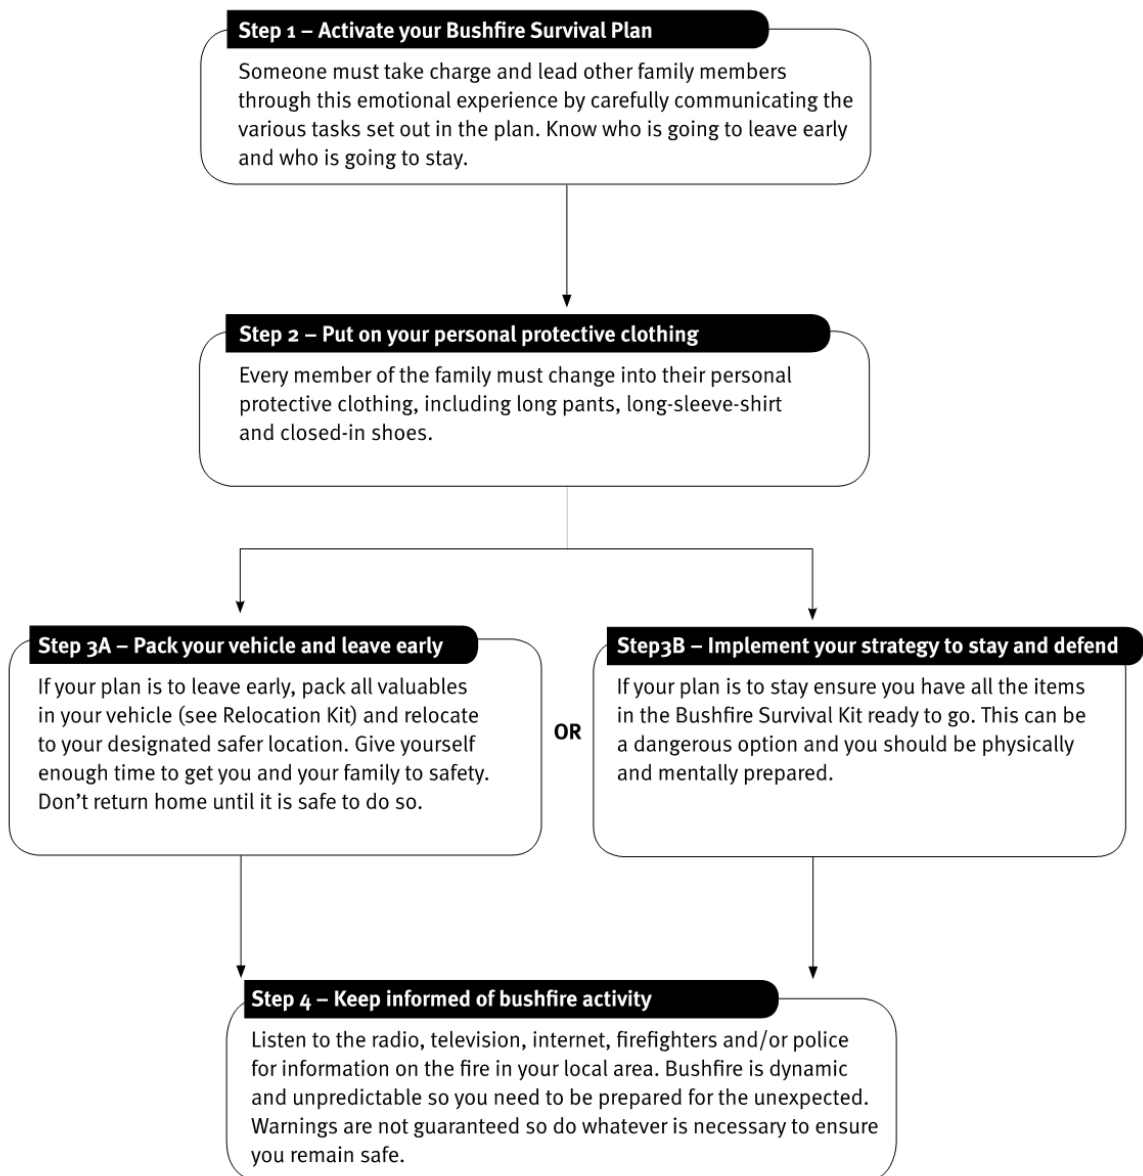 Step 1 – Activate your Bushfire Survival Plan
Someone must take charge and lead other family members
through this emotional experience by carefully communicating the
various tasks set out in the plan. Know who is going to leave early
and who is going to stay.
Step 2 – Put on your personal protective clothing
Every member of the family must change into their personal
protective clothing, including long pants, long-sleeve-shirt
and closed-in shoes.
Step 3A – Pack your vehicle and leave early
If your plan is to leave early, pack all valuables
in your vehicle (see Relocation Kit) and relocate
to your designated safer location. Give yourself
enough time to get you and your family to safety.
Don’t return home until it is safe to do so.
OR
Step3B – Implement your strategy to stay and defend
If your plan is to stay ensure you have all the items
in the Bushfire Survival Kit ready to go. This can be
a dangerous option and you should be physically
and mentally prepared.
Step 4 – Keep informed of bushfire activity
Listen to the radio, television, internet, firefighters and/or police
for information on the fire in your local area. Bushfire is dynamic
and unpredictable so you need to be prepared for the unexpected.
Warnings are not guaranteed so do whatever is necessary to ensure
you remain safe.